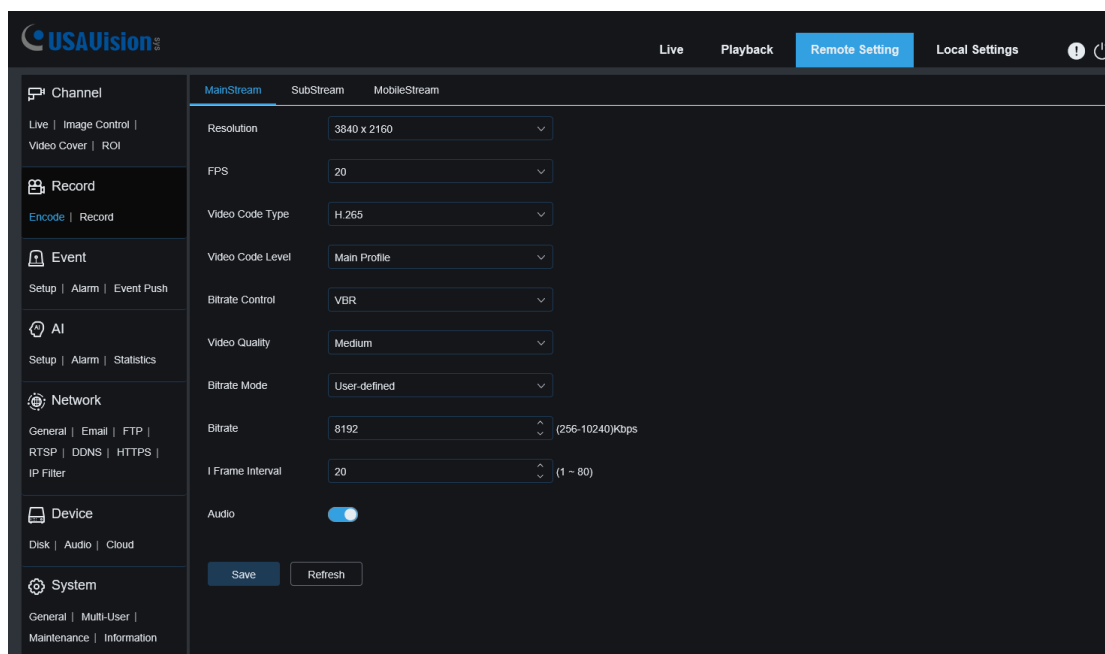 USAVision sys
Live Playback Remote Setting Local Settings
Channel
Live | Image Control |
Video Cover | ROI
Record
Encode | Record
Event
Setup | Alarm | Event Push
AI
Setup | Alarm | Statistics
Network
General | Email | FTP |
RTSP | DDNS | HTTPS |
IP Filter
Device
Disk | Audio | Cloud
System
General | Multi-User |
Maintenance | Information
MainStream SubStream MobileStream
Resolution 3840 x 2160
FPS 20
Video Code Type H.265
Video Code Level Main Profile
Bitrate Control VBR
Video Quality Medium
Bitrate Mode User-defined
Bitrate 8192 (256-10240)Kbps
I Frame Interval 20 (1 ~ 80)
Audio
Save Refresh